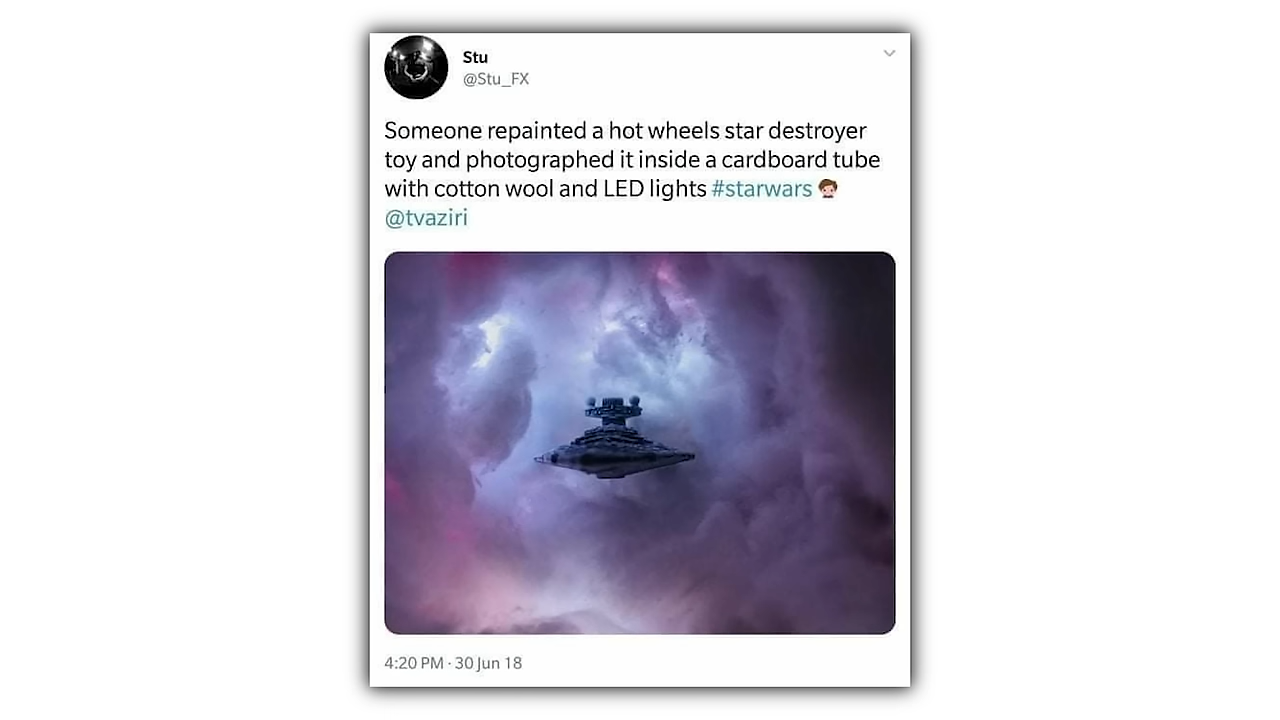 Stu
@Stu_FX
Someone repainted a hot wheels star destroyer
toy and photographed it inside a cardboard tube
with cotton wool and LED lights #starwars
@tvaziri
4:20 PM · 30 Jun 18